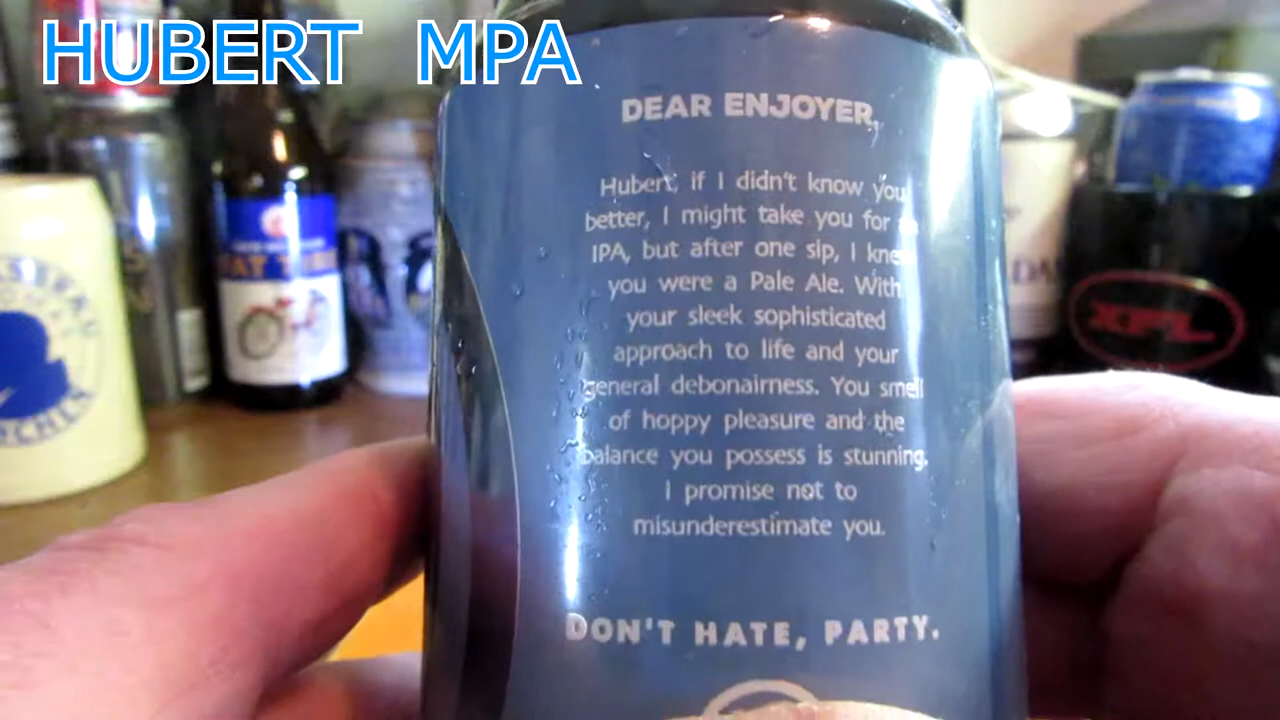 HUBERT MPA
DEAR ENJOYER,
Hubert, if I didn't know you
better, I might take you for
IPA, but after one sip, I
you were a Pale Ale. With
your sleek sophisticated
approach to life and your
general debonairness. You smell
of hoppy pleasure and the
balance you possess is stunning.
I promise not to
misunderestimate you.
DON'T HATE, PARTY.
XFL